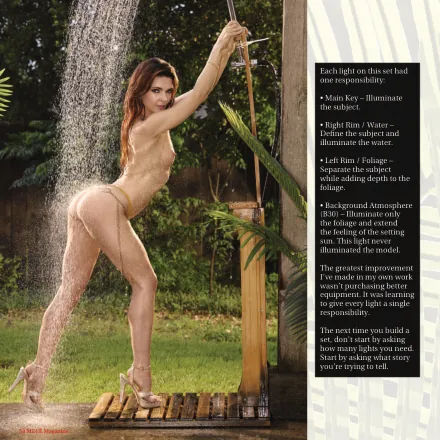 Each light on this set had
one responsibility:
• Main Key – Illuminate
the subject.
• Right Rim / Water –
Define the subject and
illuminate the water.
• Left Rim / Foliage –
Separate the subject
while adding depth to the
foliage.
• Background Atmosphere
(B30) – Illuminate only
the foliage and extend
the feeling of the setting
sun. This light never
illuminated the model.
The greatest improvement
I've made in my own work
wasn't purchasing better
equipment. It was learning
to give every light a single
responsibility.
The next time you build a
set, don't start by asking
how many lights you need.
Start by asking what story
you're trying to tell.
Magazine